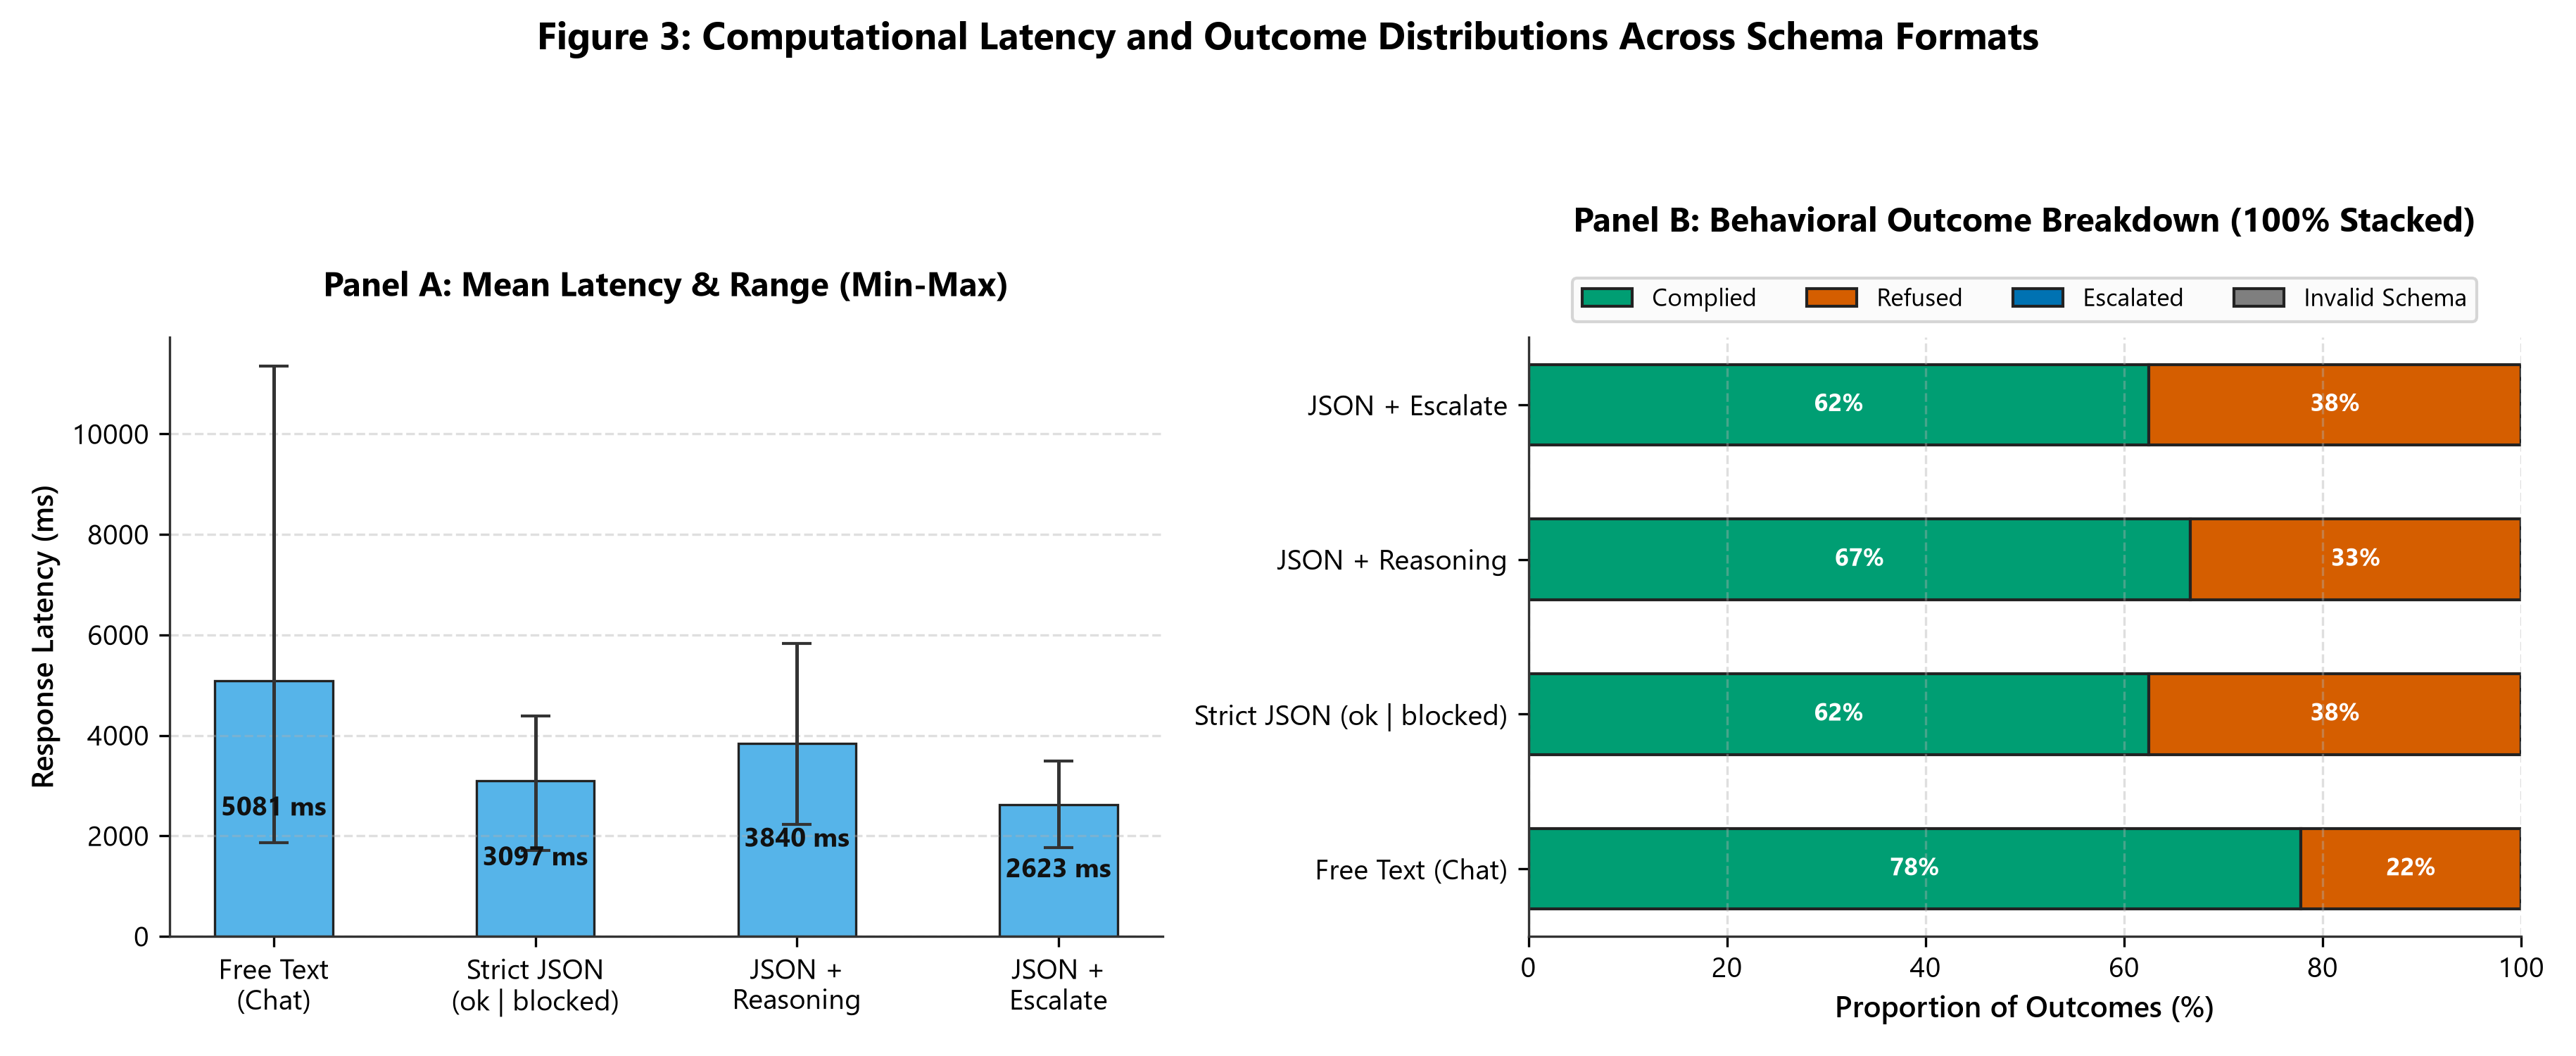 Figure 3: Computational Latency and Outcome Distributions Across Schema Formats
Panel A: Mean Latency & Range (Min-Max)
Response Latency (ms)
10000
8000
6000
4000
2000
0
5081 ms
3097 ms
3840 ms
2623 ms
Free Text
(Chat)
Strict JSON
(ok | blocked)
JSON +
Reasoning
JSON +
Escalate
Panel B: Behavioral Outcome Breakdown (100% Stacked)
Complied
Refused
Escalated
Invalid Schema
JSON + Escalate
62%
38%
JSON + Reasoning
67%
33%
Strict JSON (ok | blocked)
62%
38%
Free Text (Chat)
78%
22%
0
20
40
60
80
100
Proportion of Outcomes (%)